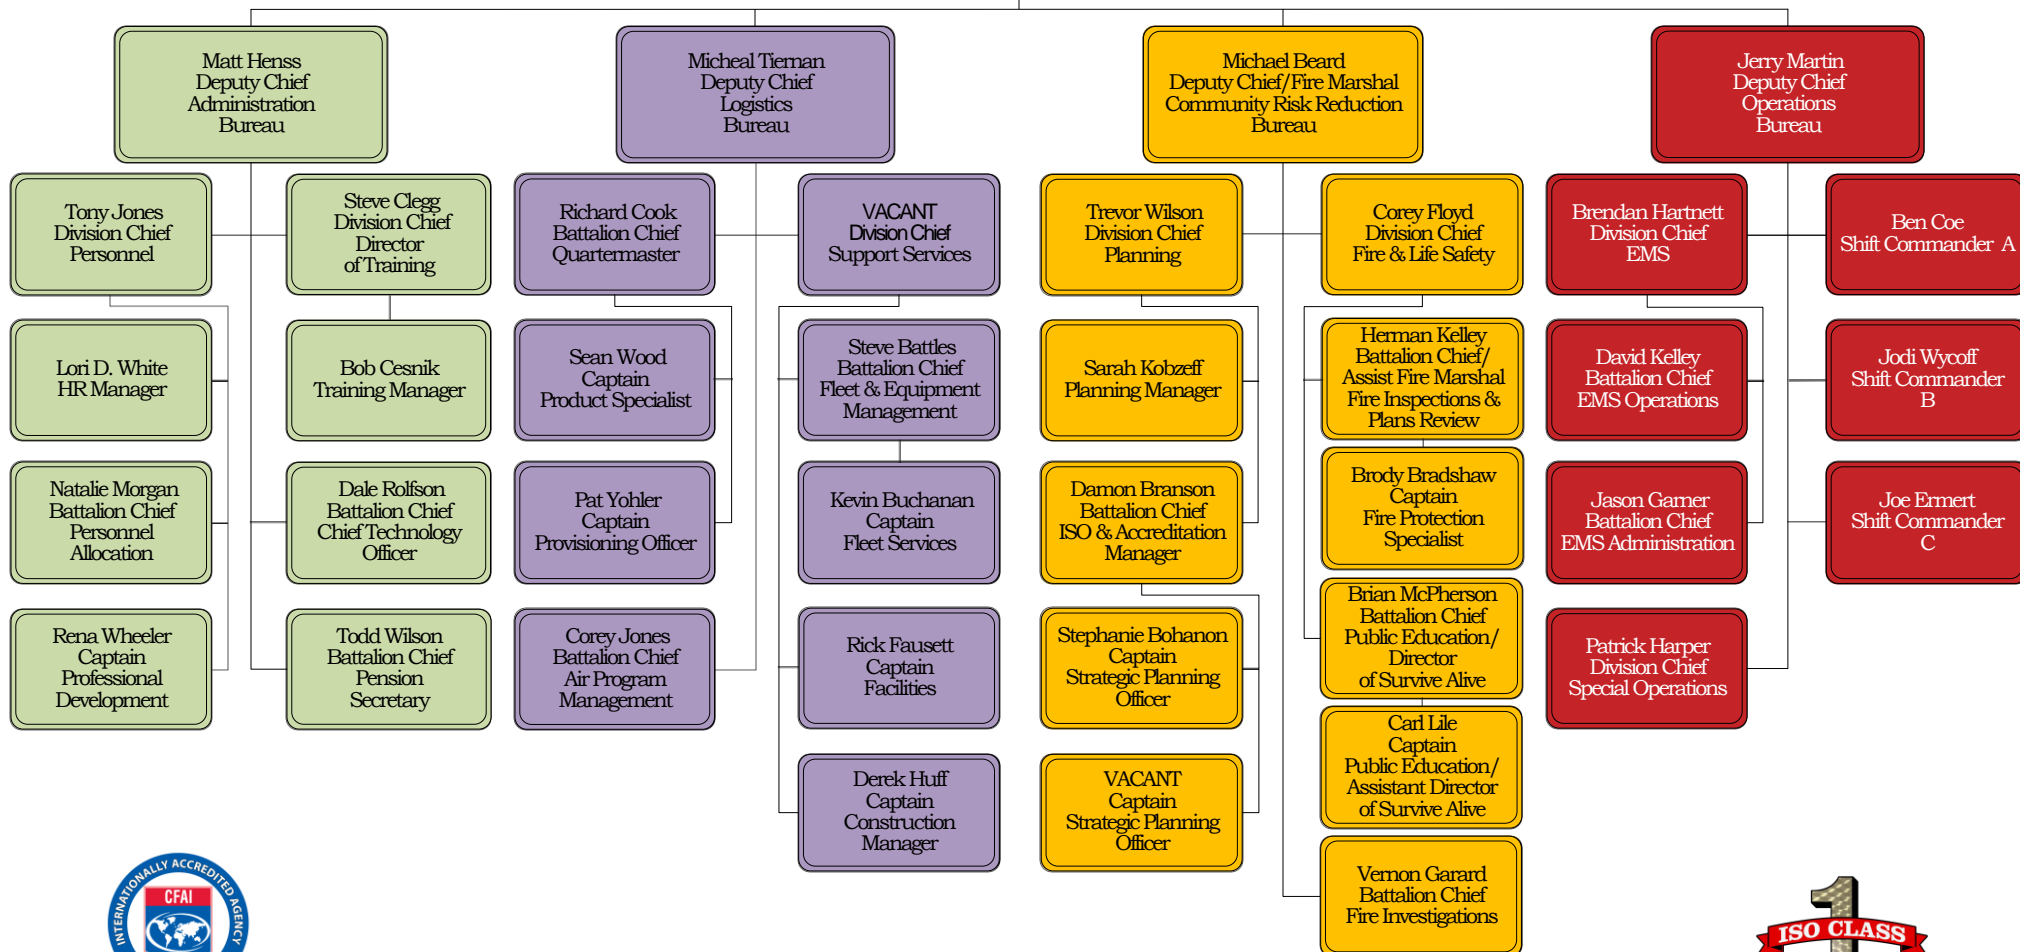 Matt Henss
Deputy Chief
Administration
Bureau
Micheal Tiernan
Deputy Chief
Logistics
Bureau
Michael Beard
Deputy Chief/Fire Marshal
Community Risk Reduction
Bureau
Jerry Martin
Deputy Chief
Operations
Bureau
Tony Jones
Division Chief
Personnel
Steve Clegg
Division Chief
Director
of Training
Richard Cook
Battalion Chief
Quartermaster
VACANT
Division Chief
Support Services
Trevor Wilson
Division Chief
Planning
Corey Floyd
Division Chief
Fire & Life Safety
Brendan Hartnett
Division Chief
EMS
Ben Coe
Shift Commander A
Lori D. White
HR Manager
Bob Cesnik
Training Manager
Sean Wood
Captain
Product Specialist
Steve Battles
Battalion Chief
Fleet & Equipment
Management
Sarah Kobzeff
Planning Manager
Herman Kelley
Battalion Chief/
Assist Fire Marshal
Fire Inspections &
Plans Review
David Kelley
Battalion Chief
EMS Operations
Jodi Wycoff
Shift Commander
B
Natalie Morgan
Battalion Chief
Personnel
Allocation
Dale Rolfson
Battalion Chief
Chief Technology
Officer
Pat Yohler
Captain
Provisioning Officer
Kevin Buchanan
Captain
Fleet Services
Damon Branson
Battalion Chief
ISO & Accreditation
Manager
Brody Bradshaw
Captain
Fire Protection
Specialist
Jason Garner
Battalion Chief
EMS Administration
Joe Ermert
Shift Commander
C
Rena Wheeler
Captain
Professional
Development
Todd Wilson
Battalion Chief
Pension
Secretary
Corey Jones
Battalion Chief
Air Program
Management
Rick Fausett
Captain
Facilities
Stephanie Bohanon
Captain
Strategic Planning
Officer
Brian McPherson
Battalion Chief
Public Education/
Director
of Survive Alive
Patrick Harper
Division Chief
Special Operations
Derek Huff
Captain
Construction
Manager
VACANT
Captain
Strategic Planning
Officer
Carl Lile
Captain
Public Education/
Assistant Director
of Survive Alive
Vernon Garard
Battalion Chief
Fire Investigations
INTERNATIONALLY ACCREDITED AGENCY
CFAI
1
ISO CLASS